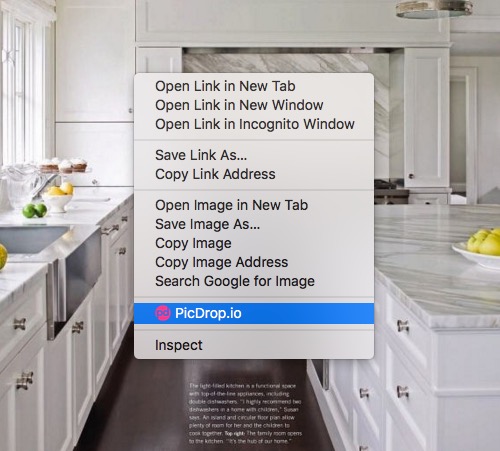 Open Link in New Tab
Open Link in New Window
Open Link in Incognito Window
Save Link As...
Copy Link Address
Open Image in New Tab
Save Image As...
Copy Image
Copy Image Address
Search Google for Image
pd PicDrop.io
Inspect
The light-filled kitchen is a functional space
with top-of-the-line appliances, including
double dishwashers. "I highly recommend two
dishwashers in a home with children," Susan
says. An island and circular floor plan allow
plenty of room for her and the children to
cook together. Top right: The family room opens
to the kitchen. "It's the hub of our home."